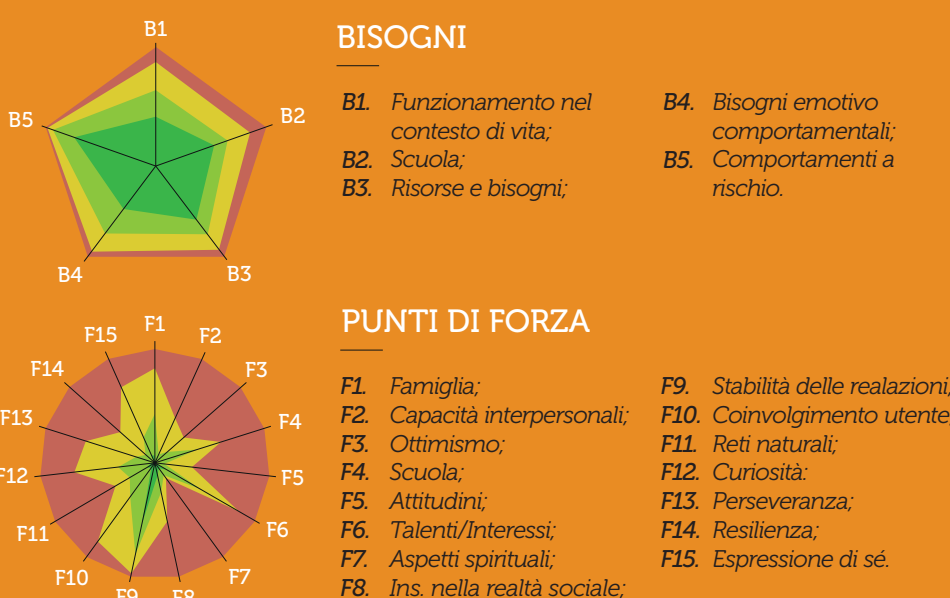 B1
B2
B3
B4
B5
BISOGNI
B1. Funzionamento nel
contesto di vita;
B2. Scuola;
B3. Risorse e bisogni;
B4. Bisogni emotivo
comportamentali;
B5. Comportamenti a
rischio.
F1
F2
F3
F4
F5
F6
F7
F8
F9
F10
F11
F12
F13
F14
F15
PUNTI DI FORZA
F1. Famiglia;
F2. Capacità interpersonali;
F3. Ottimismo;
F4. Scuola;
F5. Attitudini;
F6. Talenti/Interessi;
F7. Aspetti spirituali;
F8. Ins. nella realtà sociale;
F9. Stabilità delle realazioni;
F10. Coinvolgimento utente;
F11. Reti naturali;
F12. Curiosità:
F13. Perseveranza;
F14. Resilienza;
F15. Espressione di sé.